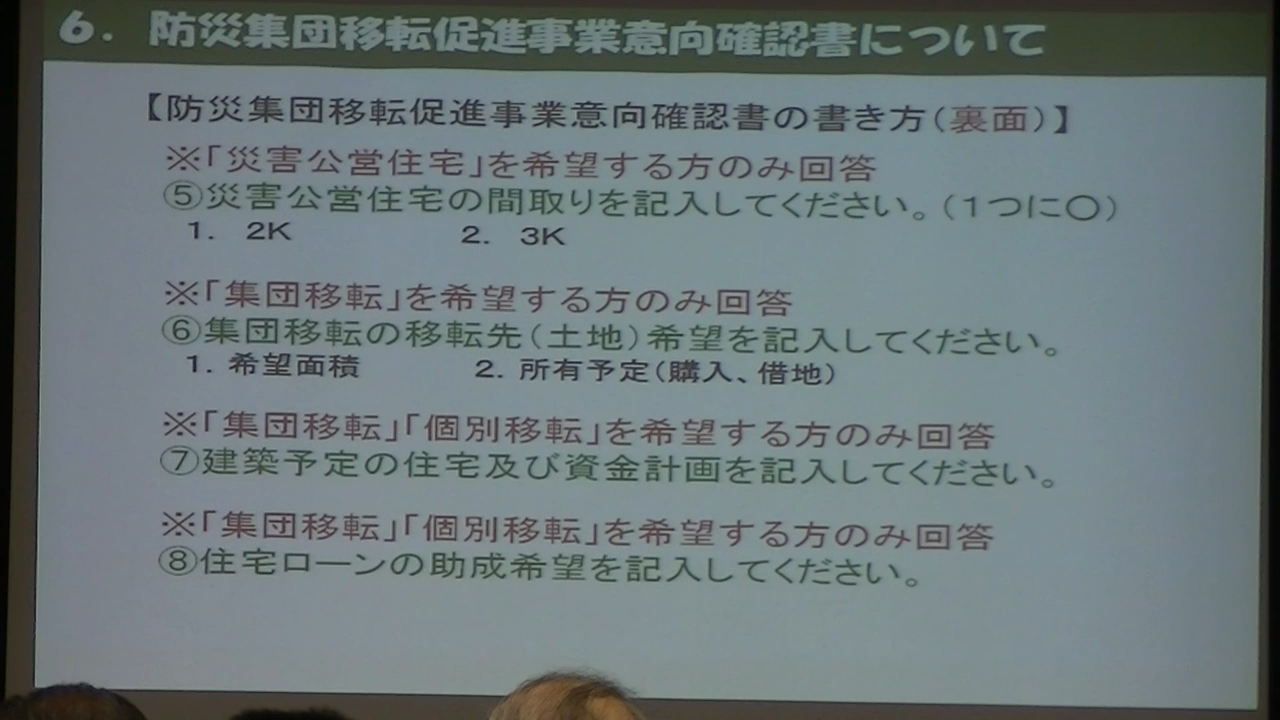 6. 防災集団移転促進事業意向確認書について
【防災集団移転促進事業意向確認書の書き方(裏面)】
※「災害公営住宅」を希望する方のみ回答
⑤災害公営住宅の間取りを記入してください。(1つに○)
1. 2K 2. 3K
※「集団移転」を希望する方のみ回答
⑥集団移転の移転先(土地)希望を記入してください。
1. 希望面積 2. 所有予定(購入、借地)
※「集団移転」「個別移転」を希望する方のみ回答
⑦建築予定の住宅及び資金計画を記入してください。
※「集団移転」「個別移転」を希望する方のみ回答
⑧住宅ローンの助成希望を記入してください。